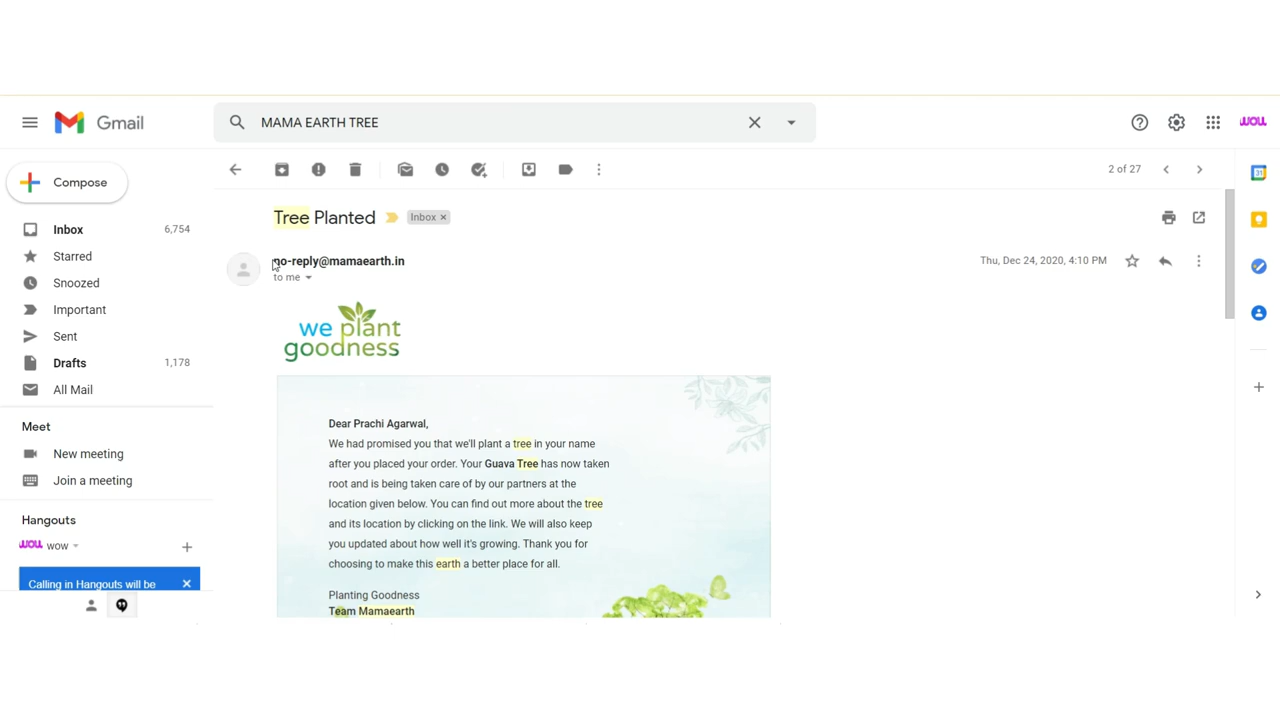 Gmail
MAMA EARTH TREE
wow
Compose
2 of 27
Inbox 6,754
Starred
Snoozed
Important
Sent
Drafts 1,178
All Mail
Meet
New meeting
Join a meeting
Hangouts
wow wow
Calling in Hangouts will be
Tree Planted Inbox
no-reply@mamaearth.in
Thu, Dec 24, 2020, 4:10 PM
to me
we plant
goodness
Dear Prachi Agarwal,
We had promised you that we'll plant a tree in your name
after you placed your order. Your Guava Tree has now taken
root and is being taken care of by our partners at the
location given below. You can find out more about the tree
and its location by clicking on the link. We will also keep
you updated about how well it's growing. Thank you for
choosing to make this earth a better place for all.
Planting Goodness
Team Mamaearth
31